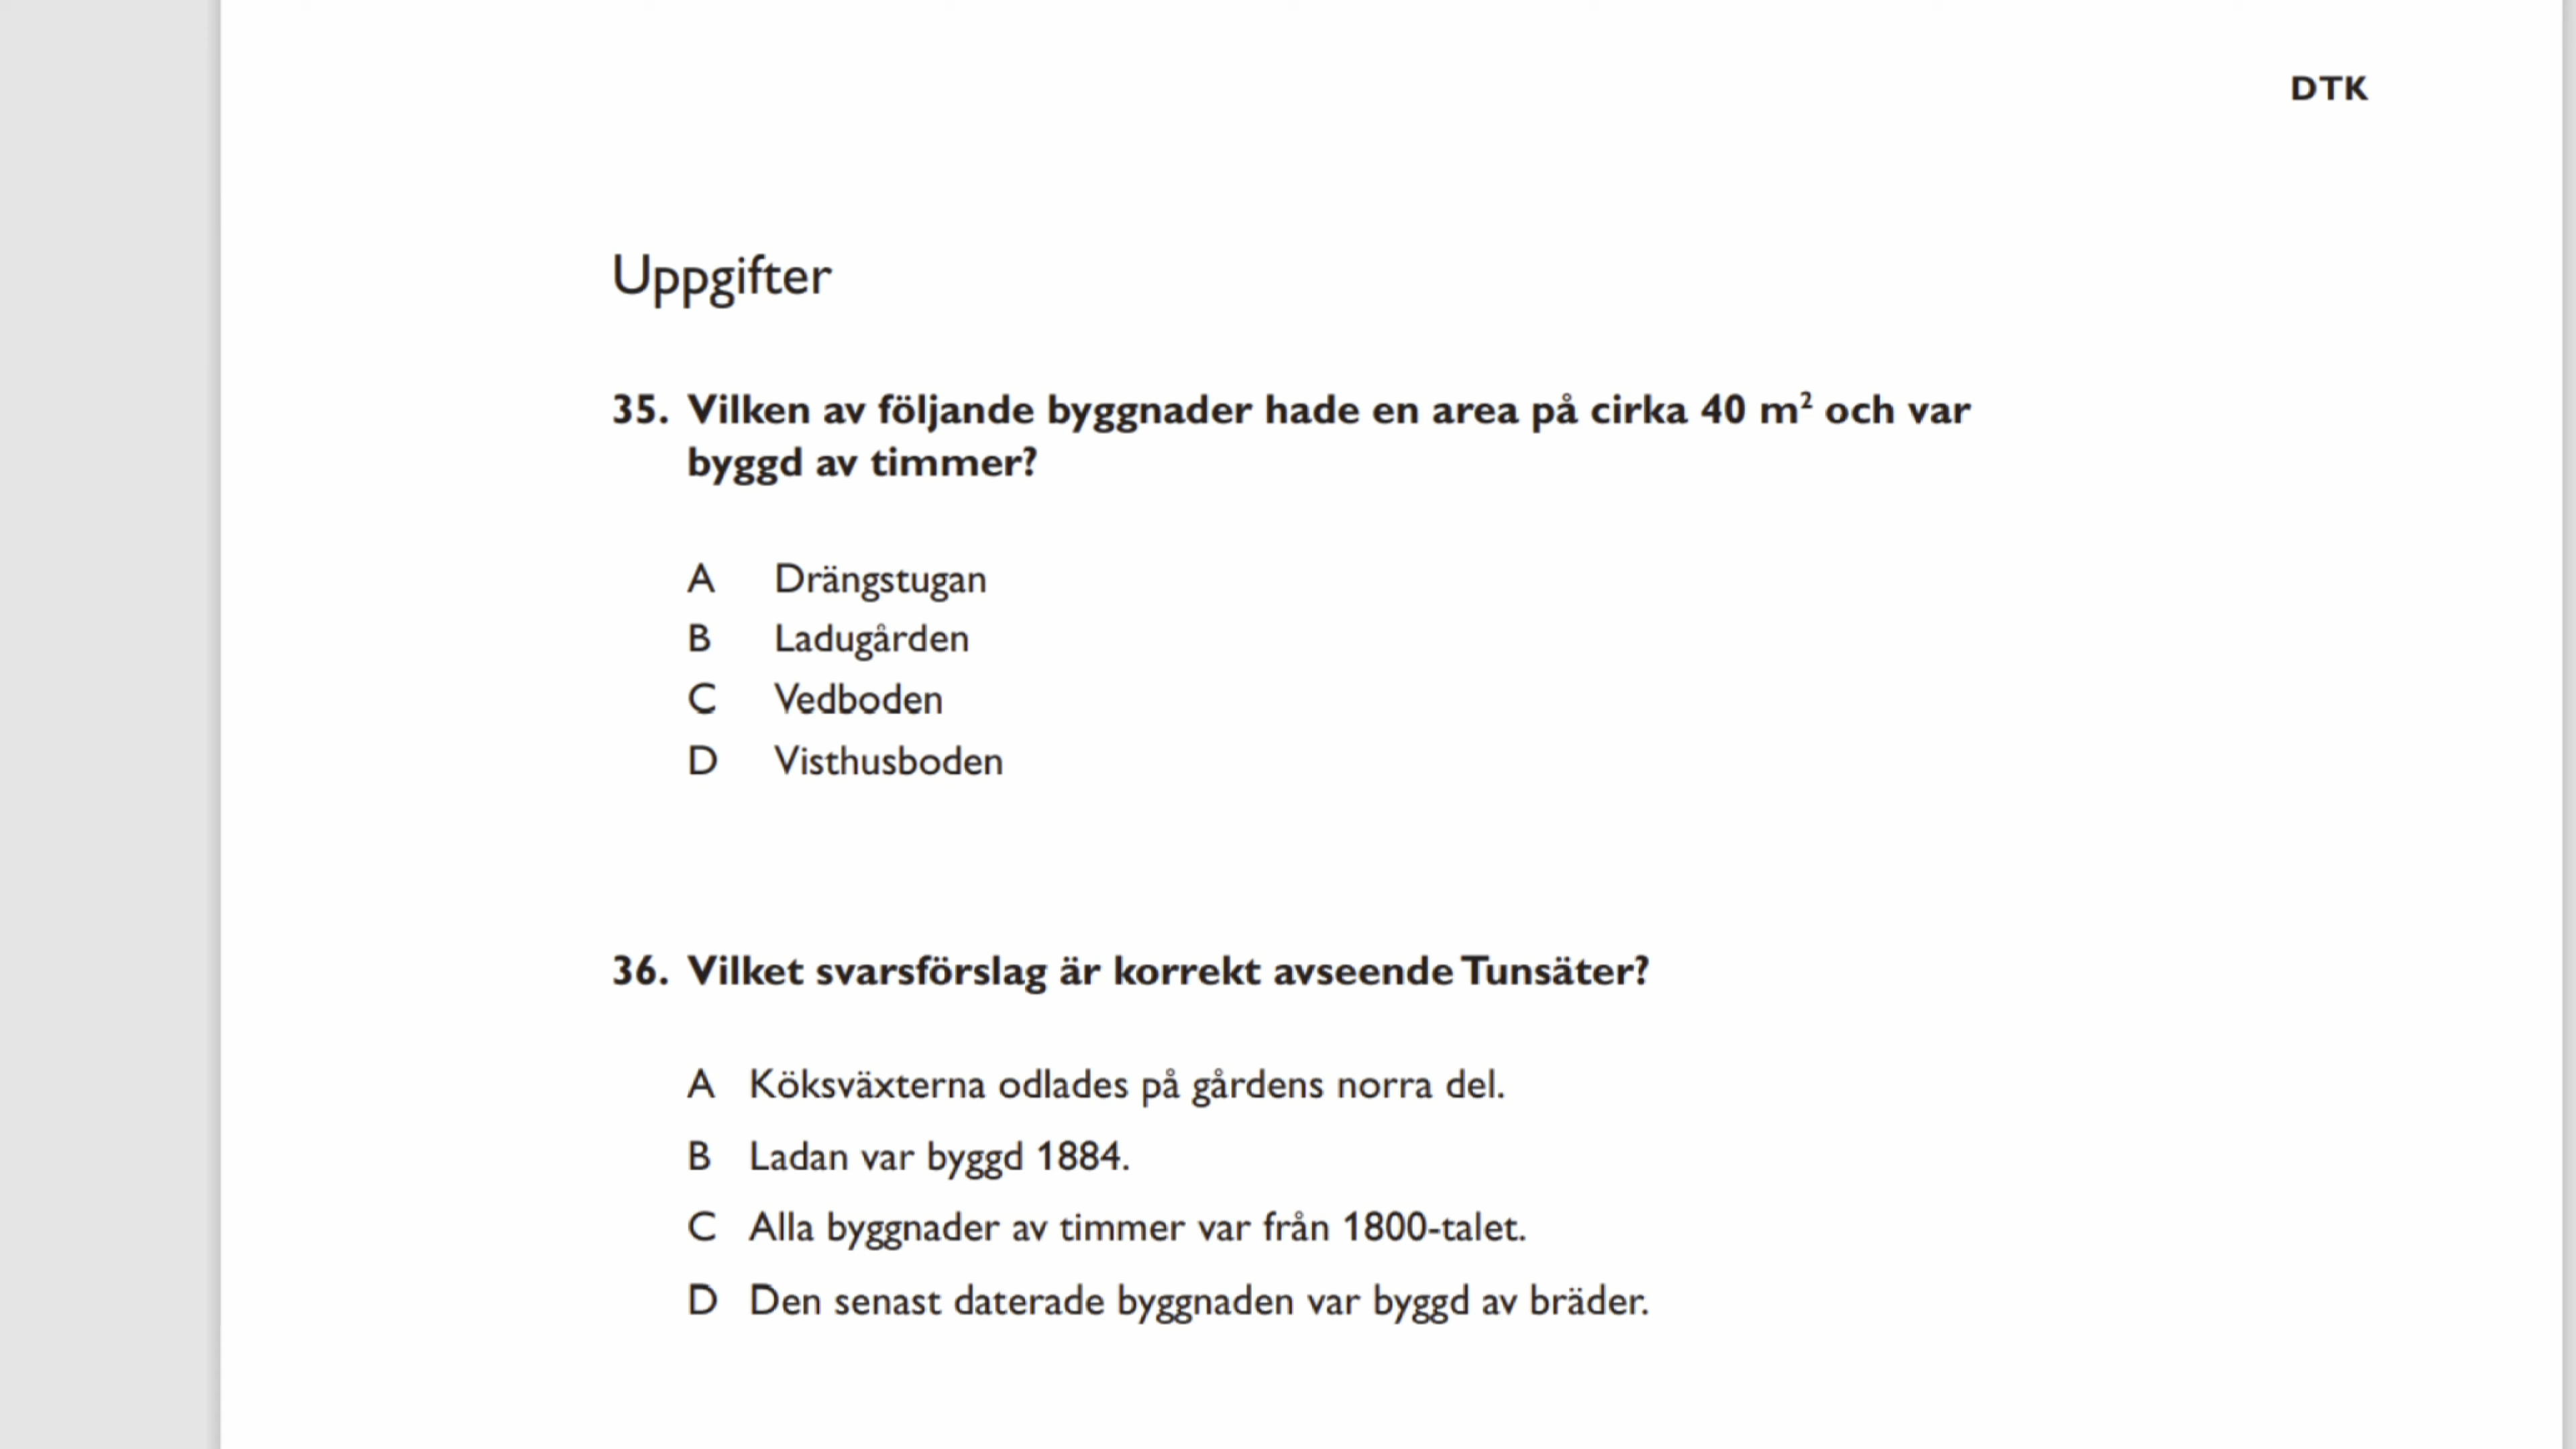 DTK
Uppgifter
35. Vilken av följande byggnader hade en area på cirka 40 m² och var
byggd av timmer?
A Drängstugan
B Ladugården
C Vedboden
D Visthusboden
36. Vilket svarsförslag är korrekt avseende Tunsäter?
A Köksväxterna odlades på gårdens norra del.
B Ladan var byggd 1884.
C Alla byggnader av timmer var från 1800-talet.
D Den senast daterade byggnaden var byggd av bräder.